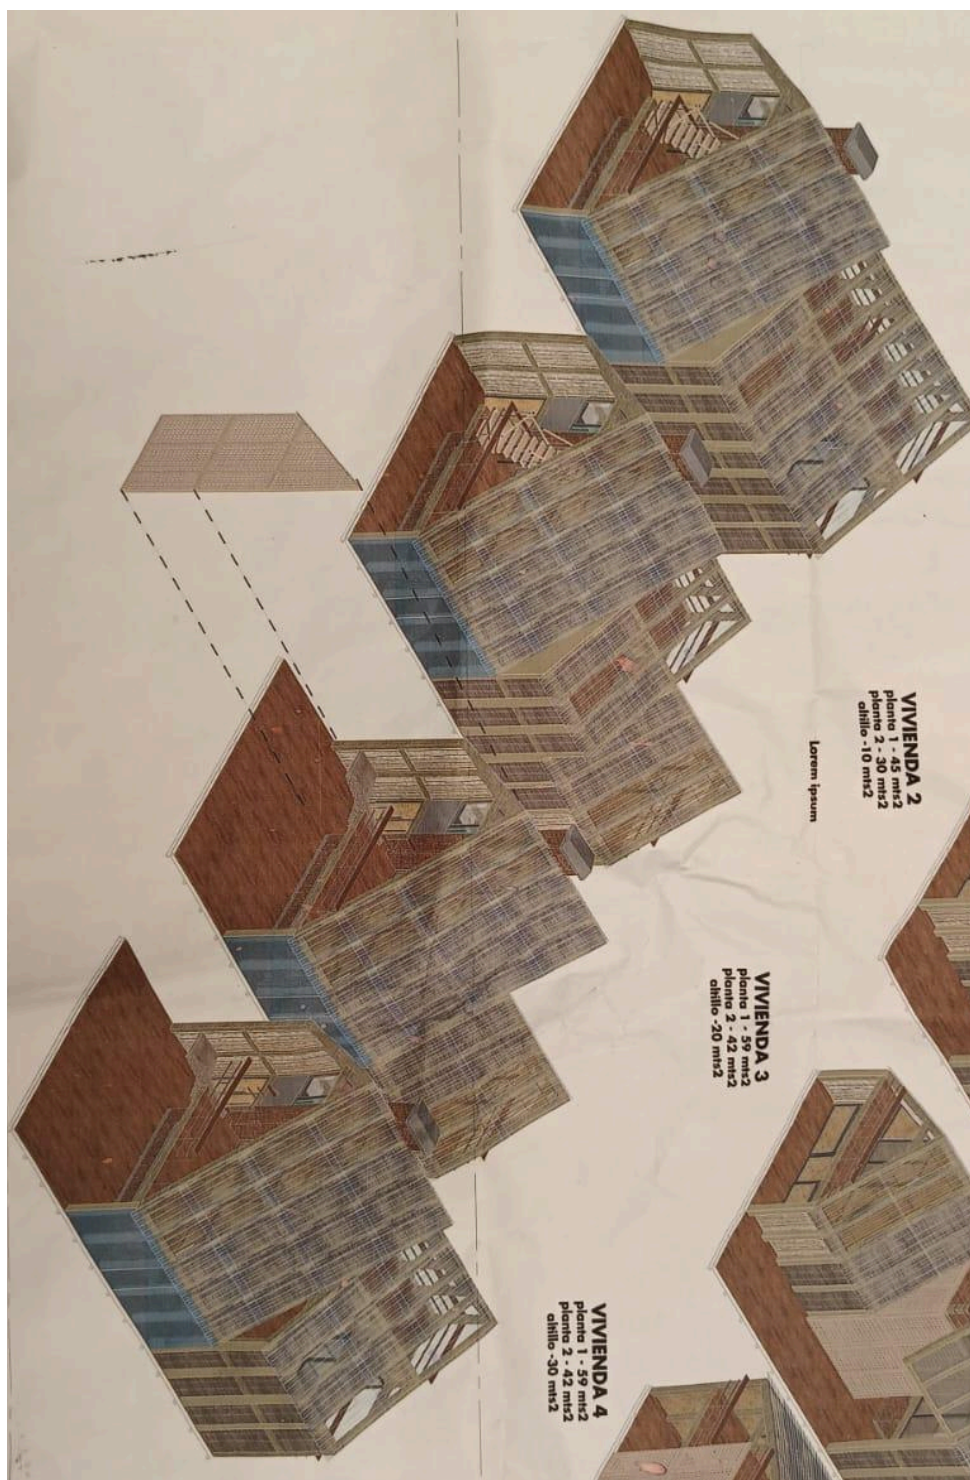 VIVIENDA 2
planta 1 - 45 mts2
planta 2 - 30 mts2
altillo -10 mts2
Lorem ipsum
VIVIENDA 3
planta 1 - 59 mts2
planta 2 - 42 mts2
altillo -20 mts2
VIVIENDA 4
planta 1 - 59 mts2
planta 2 - 42 mts2
altillo -30 mts2